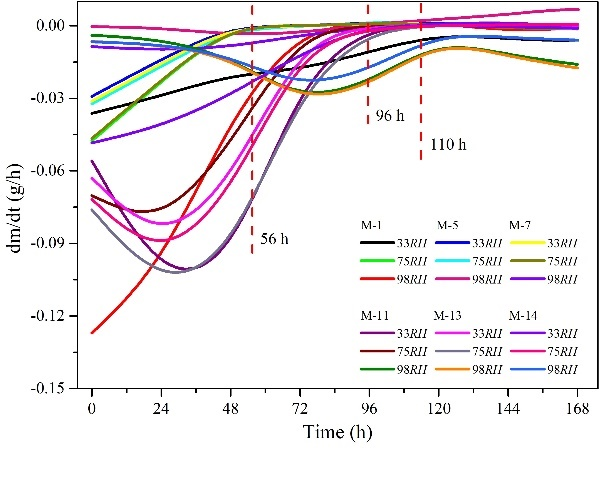 0.00
-0.03
-0.06
-0.09
-0.12
-0.15
dm/dt (g/h)
96 h
110 h
56 h
M-1 M-5 M-7
33RH 33RH 33RH
75RH 75RH 75RH
98RH 98RH 98RH
M-11 M-13 M-14
33RH 33RH 33RH
75RH 75RH 75RH
98RH 98RH 98RH
0 24 48 72 96 120 144 168
Time (h)